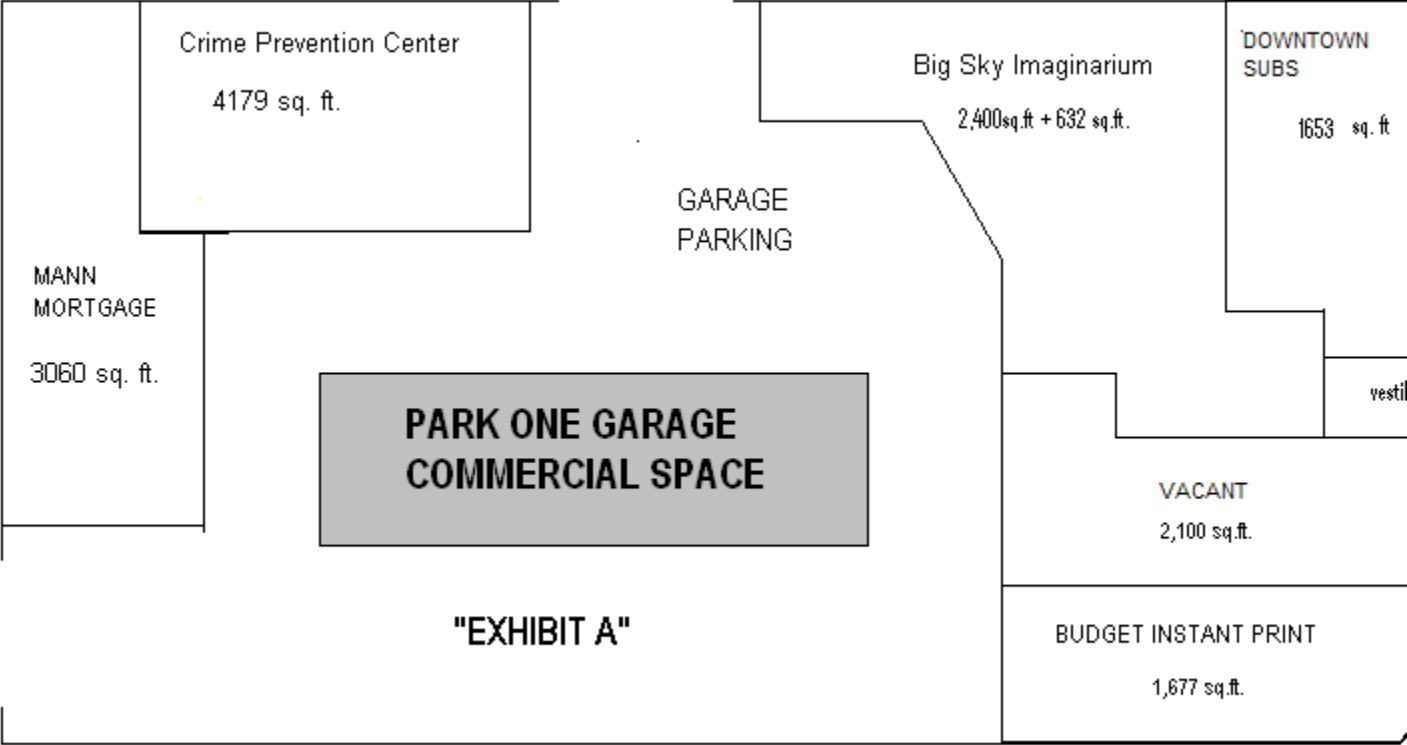 Crime Prevention Center
4179 sq. ft.
Big Sky Imaginarium
2,400sq.ft + 632 sq.ft.
DOWNTOWN
SUBS
1653 sq. ft
GARAGE
PARKING
MANN
MORTGAGE
3060 sq. ft.
PARK ONE GARAGE
COMMERCIAL SPACE
vestil
VACANT
2,100 sq.ft.
"EXHIBIT A"
BUDGET INSTANT PRINT
1,677 sq.ft.